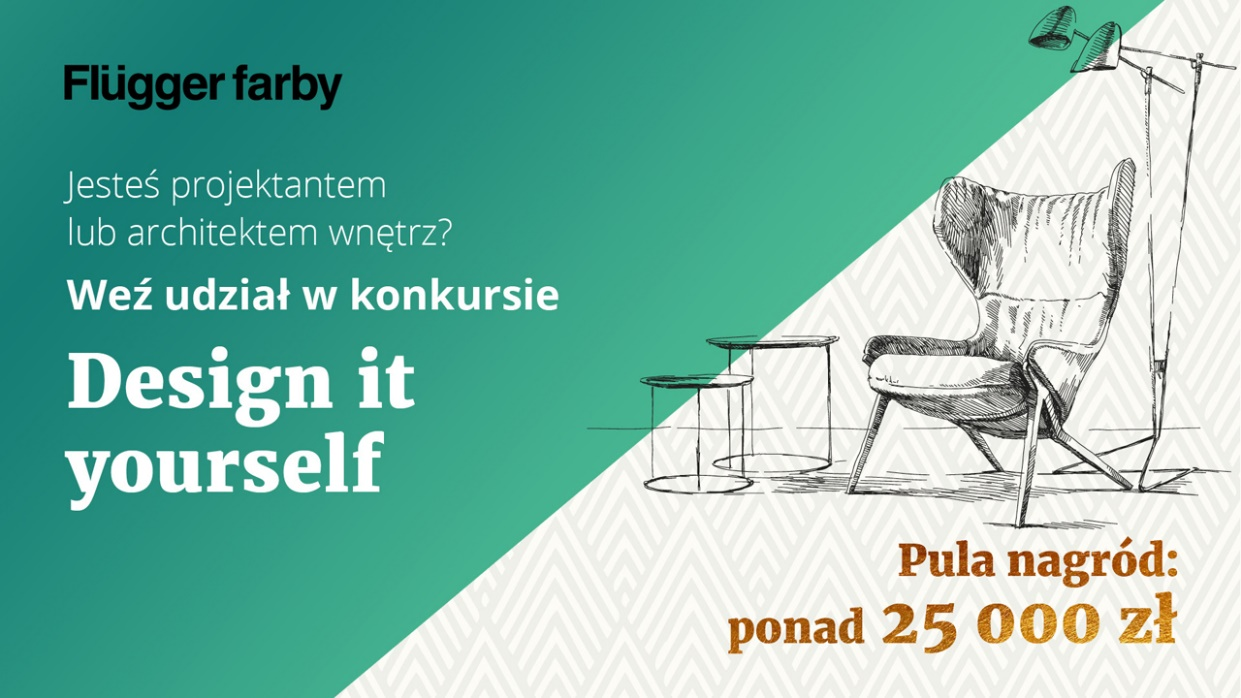 Flügger farby
Jesteś projektantem
lub architektem wnętrz?
Weź udział w konkursie
Design it
yourself
Pula nagród:
ponad 25 000 zł